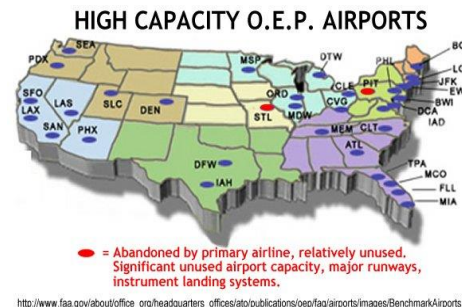 HIGH CAPACITY O.E.P. AIRPORTS
SEA
PDX
MSP
DTW
PHL
JFK
CLE
PIT
BWI
SFO
SLC
DEN
ORD
MDW
CVG
DCA
IAD
LAX
LAS
STL
SAN
PHX
MEM
CLT
ATL
DFW
IAH
TPA
MCO
FLL
MIA
= Abandoned by primary airline, relatively unused.
Significant unused airport capacity, major runways,
instrument landing systems.